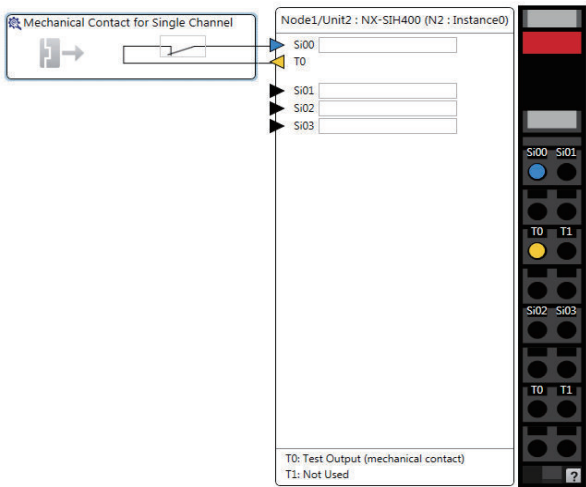 Mechanical Contact for Single Channel
Node1/Unit2 : NX-SIH400 (N2 : Instance0)
Si00
T0
Si01
Si02
Si03
T0: Test Output (mechanical contact)
T1: Not Used
Si00 Si01
T0 T1
Si02 Si03
T0 T1
?